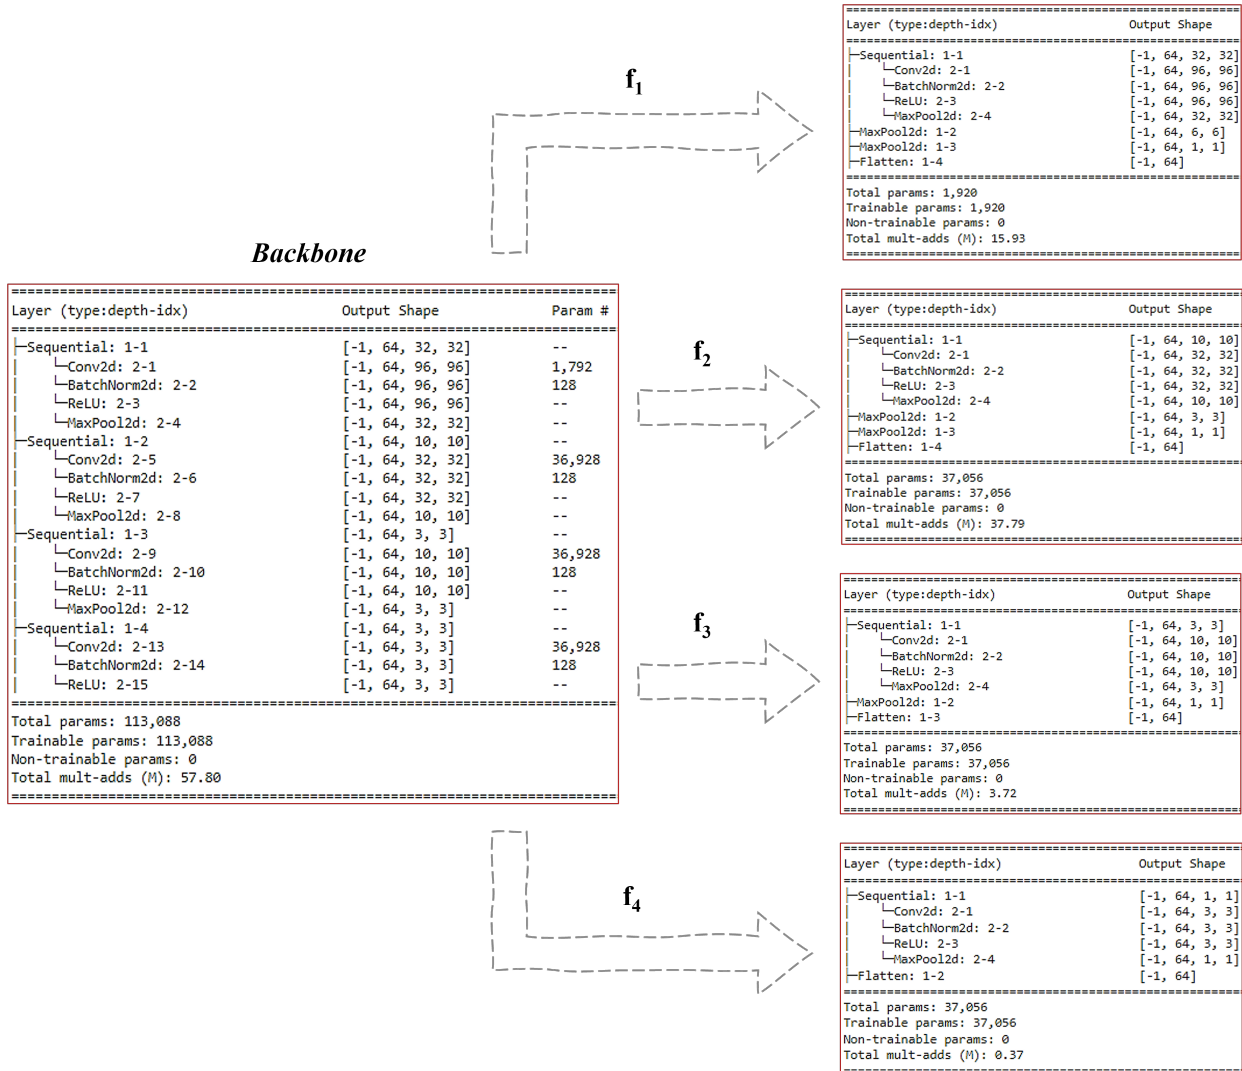 Backbone
==========================================================================
Layer (type:depth-idx) Output Shape Param #
==========================================================================
├─Sequential: 1-1 [-1, 64, 32, 32] --
| └─Conv2d: 2-1 [-1, 64, 96, 96] 1,792
| └─BatchNorm2d: 2-2 [-1, 64, 96, 96] 128
| └─ReLU: 2-3 [-1, 64, 96, 96] --
| └─MaxPool2d: 2-4 [-1, 64, 32, 32] --
├─Sequential: 1-2 [-1, 64, 10, 10] --
| └─Conv2d: 2-5 [-1, 64, 32, 32] 36,928
| └─BatchNorm2d: 2-6 [-1, 64, 32, 32] 128
| └─ReLU: 2-7 [-1, 64, 32, 32] --
| └─MaxPool2d: 2-8 [-1, 64, 10, 10] --
├─Sequential: 1-3 [-1, 64, 3, 3] --
| └─Conv2d: 2-9 [-1, 64, 10, 10] 36,928
| └─BatchNorm2d: 2-10 [-1, 64, 10, 10] 128
| └─ReLU: 2-11 [-1, 64, 10, 10] --
| └─MaxPool2d: 2-12 [-1, 64, 3, 3] --
├─Sequential: 1-4 [-1, 64, 3, 3] --
| └─Conv2d: 2-13 [-1, 64, 3, 3] 36,928
| └─BatchNorm2d: 2-14 [-1, 64, 3, 3] 128
| └─ReLU: 2-15 [-1, 64, 3, 3] --
==========================================================================
Total params: 113,088
Trainable params: 113,088
Non-trainable params: 0
Total mult-adds (M): 57.80
==========================================================================
f1
==========================================================================
Layer (type:depth-idx) Output Shape
==========================================================================
├─Sequential: 1-1 [-1, 64, 32, 32]
| └─Conv2d: 2-1 [-1, 64, 96, 96]
| └─BatchNorm2d: 2-2 [-1, 64, 96, 96]
| └─ReLU: 2-3 [-1, 64, 96, 96]
| └─MaxPool2d: 2-4 [-1, 64, 32, 32]
├─MaxPool2d: 1-2 [-1, 64, 6, 6]
├─MaxPool2d: 1-3 [-1, 64, 1, 1]
├─Flatten: 1-4 [-1, 64]
==========================================================================
Total params: 1,920
Trainable params: 1,920
Non-trainable params: 0
Total mult-adds (M): 15.93
==========================================================================
f2
==========================================================================
Layer (type:depth-idx) Output Shape
==========================================================================
├─Sequential: 1-1 [-1, 64, 10, 10]
| └─Conv2d: 2-1 [-1, 64, 32, 32]
| └─BatchNorm2d: 2-2 [-1, 64, 32, 32]
| └─ReLU: 2-3 [-1, 64, 32, 32]
| └─MaxPool2d: 2-4 [-1, 64, 10, 10]
├─MaxPool2d: 1-2 [-1, 64, 3, 3]
├─MaxPool2d: 1-3 [-1, 64, 1, 1]
├─Flatten: 1-4 [-1, 64]
==========================================================================
Total params: 37,056
Trainable params: 37,056
Non-trainable params: 0
Total mult-adds (M): 37.79
==========================================================================
f3
==========================================================================
Layer (type:depth-idx) Output Shape
==========================================================================
├─Sequential: 1-1 [-1, 64, 3, 3]
| └─Conv2d: 2-1 [-1, 64, 10, 10]
| └─BatchNorm2d: 2-2 [-1, 64, 10, 10]
| └─ReLU: 2-3 [-1, 64, 10, 10]
| └─MaxPool2d: 2-4 [-1, 64, 3, 3]
├─MaxPool2d: 1-2 [-1, 64, 1, 1]
├─Flatten: 1-3 [-1, 64]
==========================================================================
Total params: 37,056
Trainable params: 37,056
Non-trainable params: 0
Total mult-adds (M): 3.72
==========================================================================
f4
==========================================================================
Layer (type:depth-idx) Output Shape
==========================================================================
├─Sequential: 1-1 [-1, 64, 1, 1]
| └─Conv2d: 2-1 [-1, 64, 3, 3]
| └─BatchNorm2d: 2-2 [-1, 64, 3, 3]
| └─ReLU: 2-3 [-1, 64, 3, 3]
| └─MaxPool2d: 2-4 [-1, 64, 1, 1]
├─Flatten: 1-2 [-1, 64]
==========================================================================
Total params: 37,056
Trainable params: 37,056
Non-trainable params: 0
Total mult-adds (M): 0.37
==========================================================================